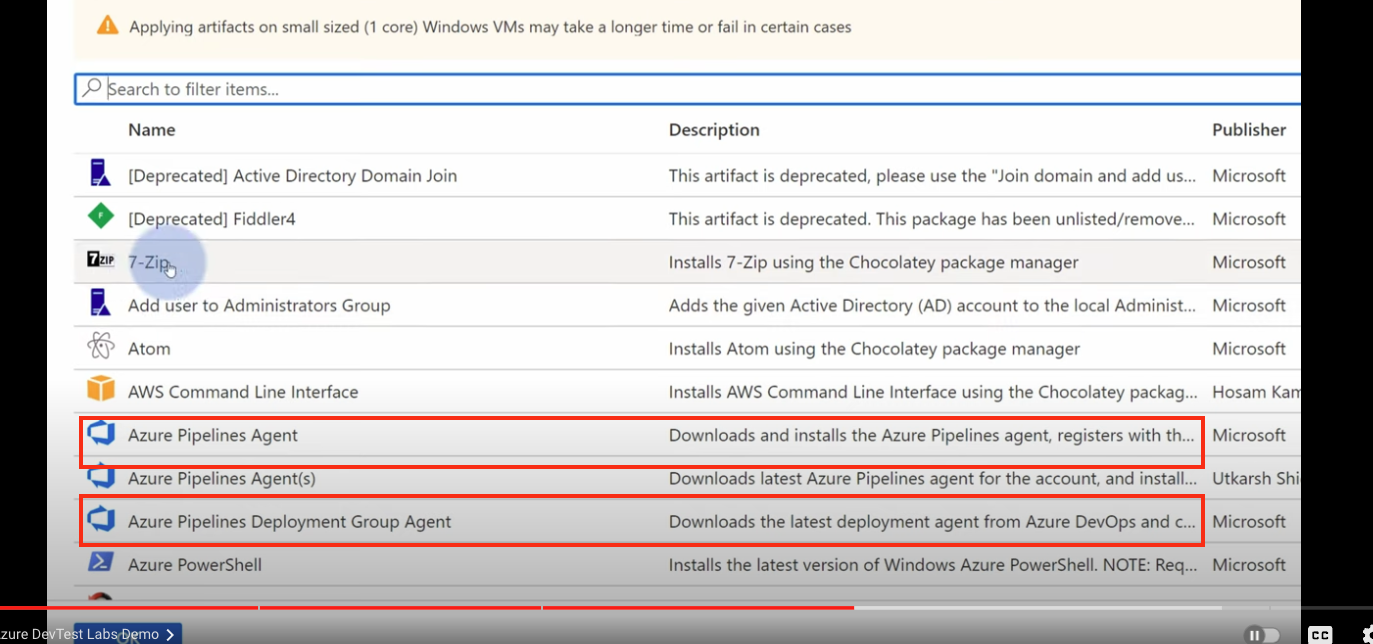 Applying artifacts on small sized (1 core) Windows VMs may take a longer time or fail in certain cases
Search to filter items...
Name Description Publisher
[Deprecated] Active Directory Domain Join This artifact is deprecated, please use the "Join domain and add us... Microsoft
F [Deprecated] Fiddler4 This artifact is deprecated. This package has been unlisted/remove... Microsoft
7ZIP 7-Zip Installs 7-Zip using the Chocolatey package manager Microsoft
Add user to Administrators Group Adds the given Active Directory (AD) account to the local Administ... Microsoft
Atom Installs Atom using the Chocolatey package manager Microsoft
AWS Command Line Interface Installs AWS Command Line Interface using the Chocolatey packag... Hosam Kam
Azure Pipelines Agent Downloads and installs the Azure Pipelines agent, registers with th... Microsoft
Azure Pipelines Agent(s) Downloads latest Azure Pipelines agent for the account, and install... Utkarsh Shi
Azure Pipelines Deployment Group Agent Downloads the latest deployment agent from Azure DevOps and c... Microsoft
Azure PowerShell Installs the latest version of Windows Azure PowerShell. NOTE: Req... Microsoft
OK
zure DevTest Labs Demo CC